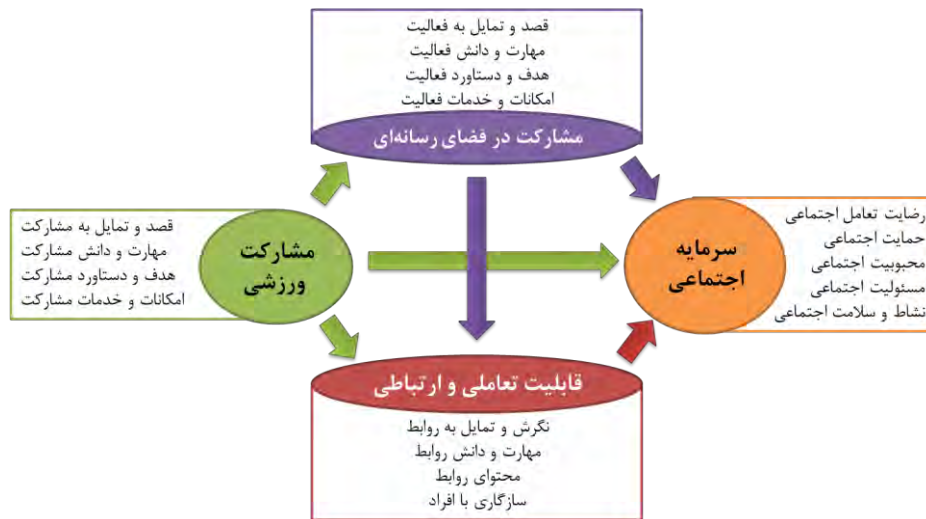 قصد و تمایل به فعالیت
مهارت و دانش فعالیت
هدف و دستاورد فعالیت
امکانات و خدمات فعالیت
مشارکت در فضای رسانه‌ای
رضایت تعامل اجتماعی
حمایت اجتماعی
محبوبیت اجتماعی
مسئولیت اجتماعی
نشاط و سلامت اجتماعی
سرمایه
اجتماعی
مشارکت
ورزشی
قصد و تمایل به مشارکت
مهارت و دانش مشارکت
هدف و دستاورد مشارکت
امکانات و خدمات مشارکت
قابلیت تعاملی و ارتباطی
نگرش و تمایل به روابط
مهارت و دانش روابط
محتوای روابط
سازگاری با افراد